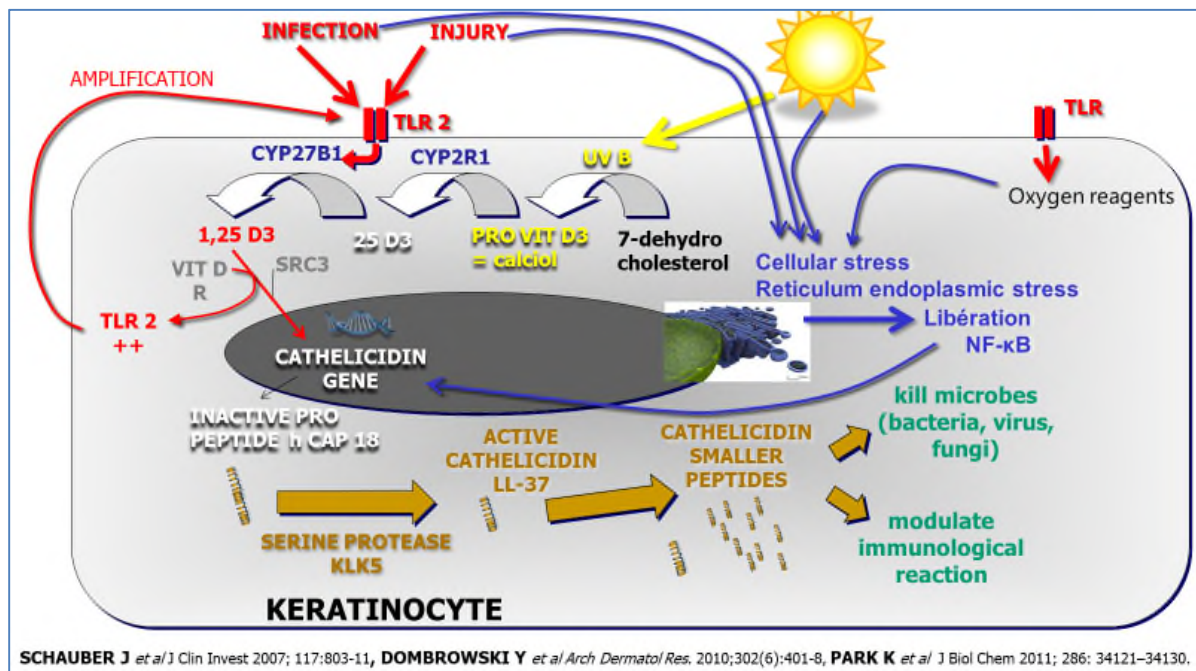 INFECTION
INJURY
AMPLIFICATION
TLR 2
TLR
CYP27B1
CYP2R1
UV B
Oxygen reagents
1,25 D3
25 D3
PRO VIT D3
= calciol
7-dehydro
cholesterol
VIT D
R
SRC3
Cellular stress
Reticulum endoplasmic stress
Libération
NF-κB
TLR 2
++
CATHELICIDIN
GENE
kill microbes
(bacteria, virus,
fungi)
INACTIVE PRO
PEPTIDE h CAP 18
ACTIVE
CATHELICIDIN
LL-37
CATHELICIDIN
SMALLER
PEPTIDES
SERINE PROTEASE
KLK5
modulate
immunological
reaction
KERATINOCYTE
SCHAUBER J et al J Clin Invest 2007; 117:803-11, DOMBROWSKI Y et al Arch Dermatol Res. 2010;302(6):401-8, PARK K et al J Biol Chem 2011; 286: 34121–34130.